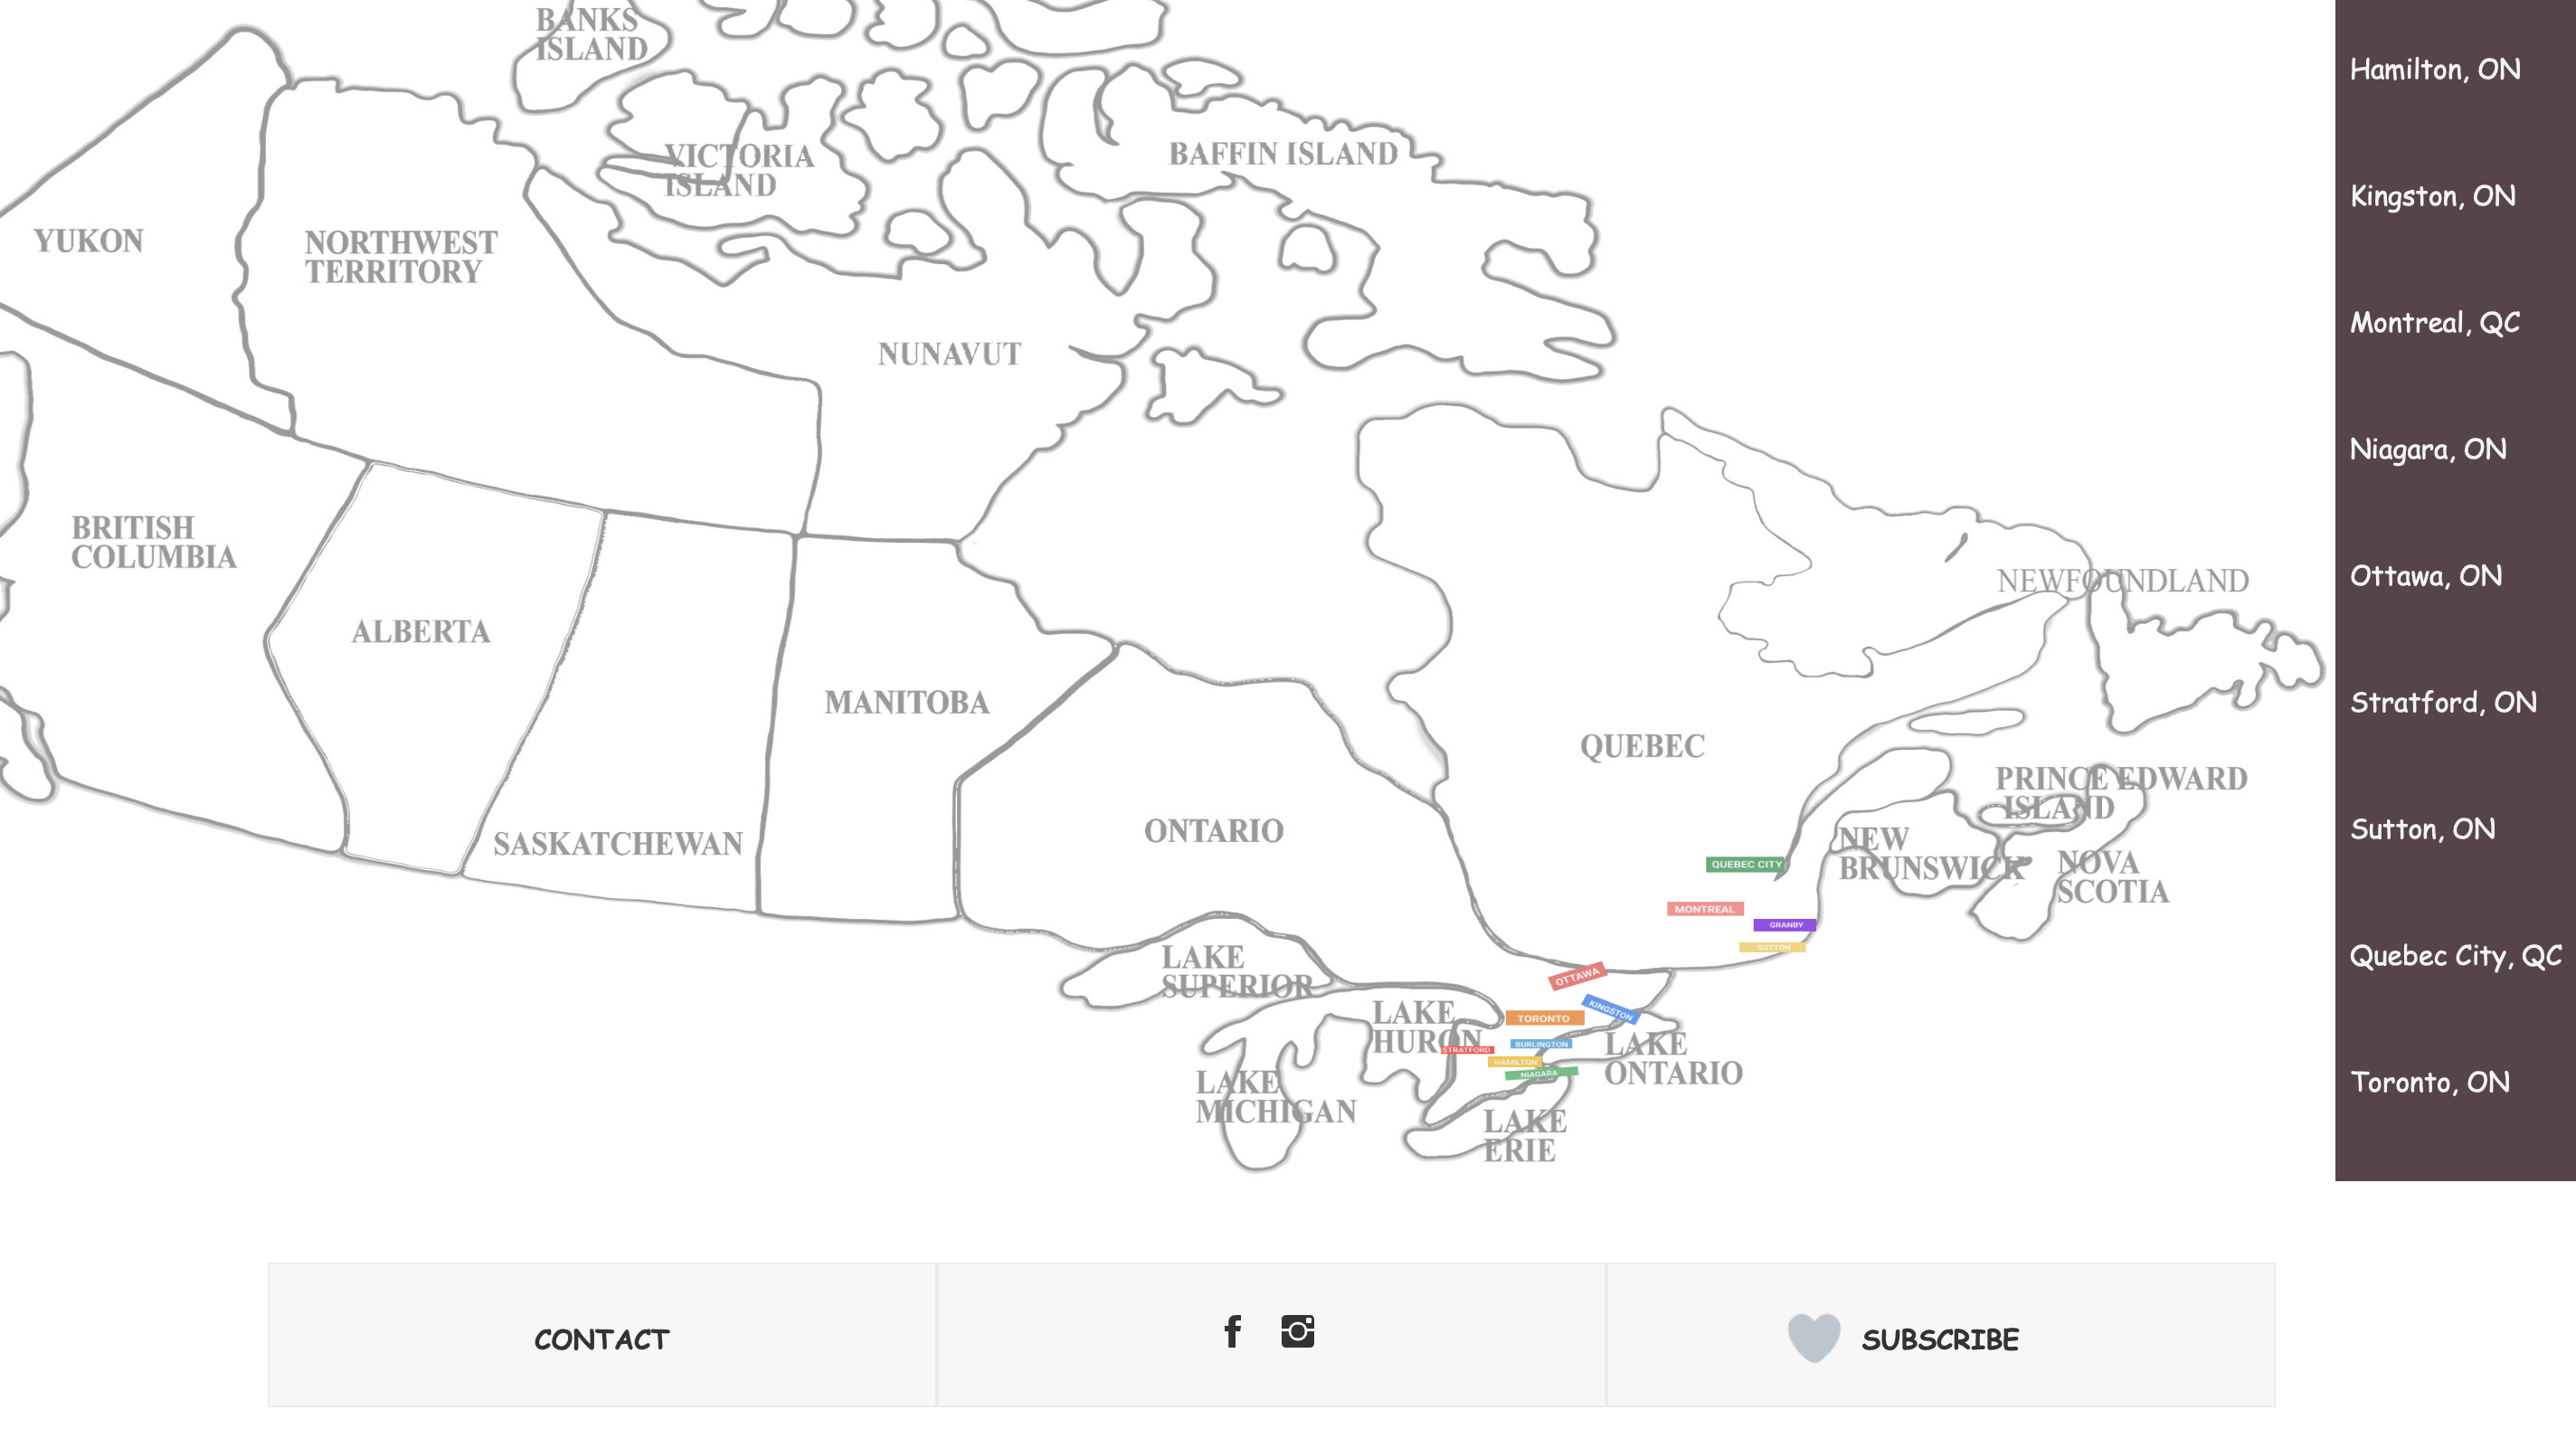 BANKS
ISLAND
VICTORIA
ISLAND
BAFFIN ISLAND
YUKON
NORTHWEST
TERRITORY
NUNAVUT
BRITISH
COLUMBIA
ALBERTA
SASKATCHEWAN
MANITOBA
ONTARIO
QUEBEC
NEWFOUNDLAND
PRINCE EDWARD
ISLAND
NEW
BRUNSWICK
NOVA
SCOTIA
QUEBEC CITY
MONTREAL
GRANBY
SUTTON
OTTAWA
KINGSTON
TORONTO
BURLINGTON
STRATFORD
HAMILTON
NIAGARA
LAKE
SUPERIOR
LAKE
HURON
LAKE
MICHIGAN
LAKE
ONTARIO
LAKE
ERIE
Hamilton, ON
Kingston, ON
Montreal, QC
Niagara, ON
Ottawa, ON
Stratford, ON
Sutton, ON
Quebec City, QC
Toronto, ON
CONTACT
SUBSCRIBE